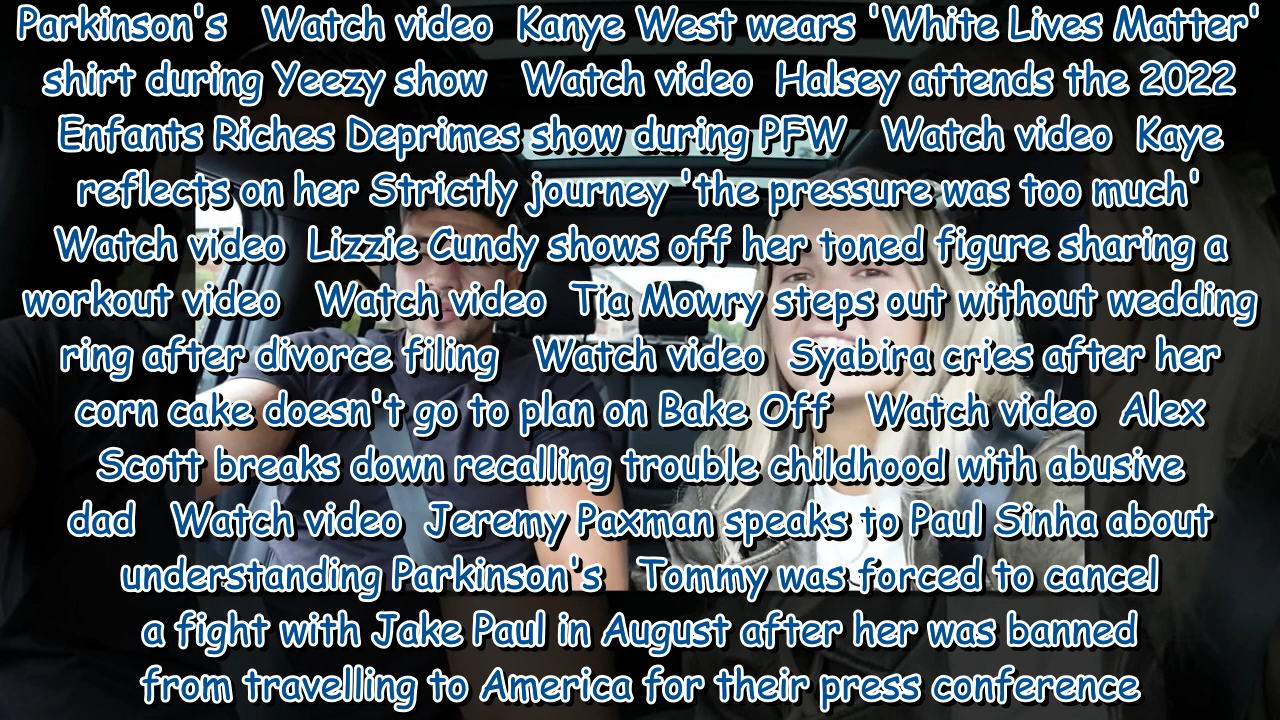 Parkinson's   Watch video  Kanye West wears 'White Lives Matter'
shirt during Yeezy show   Watch video  Halsey attends the 2022
Enfants Riches Deprimes show during PFW   Watch video  Kaye
reflects on her Strictly journey 'the pressure was too much'
Watch video  Lizzie Cundy shows off her toned figure sharing a
workout video   Watch video  Tia Mowry steps out without wedding
ring after divorce filing   Watch video  Syabira cries after her
corn cake doesn't go to plan on Bake Off   Watch video  Alex
Scott breaks down recalling trouble childhood with abusive
dad   Watch video  Jeremy Paxman speaks to Paul Sinha about
understanding Parkinson's   Tommy was forced to cancel
a fight with Jake Paul in August after her was banned
from travelling to America for their press conference